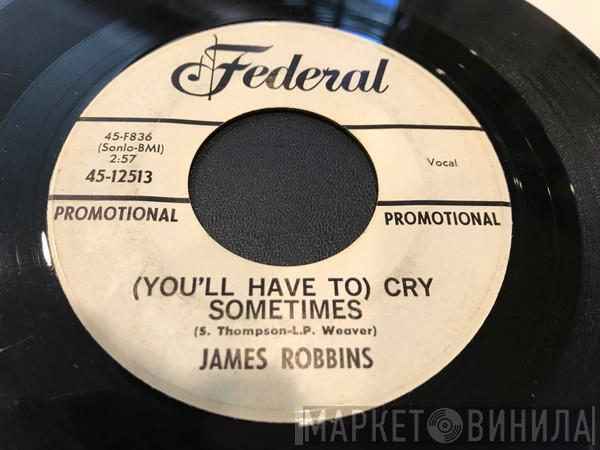 Federal
45-F836
(Sonlo-BMI)
2:57
45-12513
Vocal
PROMOTIONAL
PROMOTIONAL
(YOU'LL HAVE TO) CRY
SOMETIMES
(S. Thompson-L.P. Weaver)
JAMES ROBBINS
МАРКЕТ ВИНИЛА